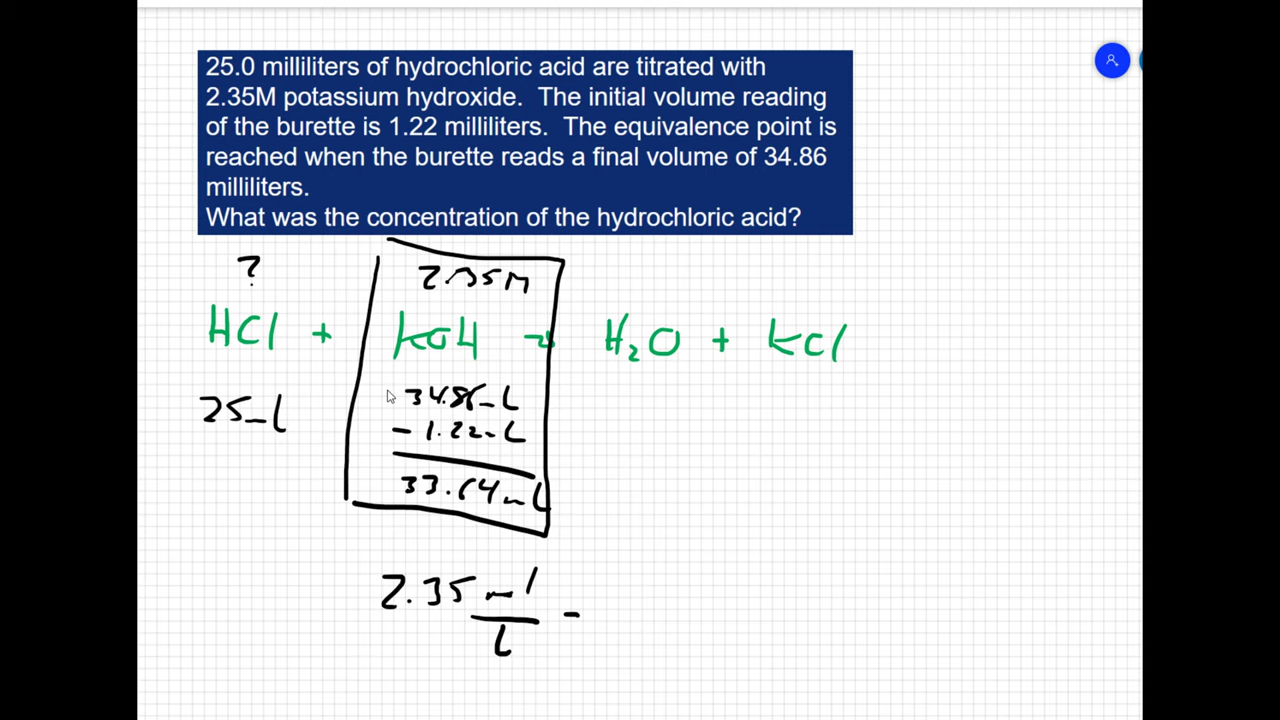 25.0 milliliters of hydrochloric acid are titrated with
2.35M potassium hydroxide. The initial volume reading
of the burette is 1.22 milliliters. The equivalence point is
reached when the burette reads a final volume of 34.86
milliliters.
What was the concentration of the hydrochloric acid?
? 2.35M
HCl + KOH → H₂O + KCl
25mL 34.86mL
- 1.22mL
33.64mL
2.35 mol/L =